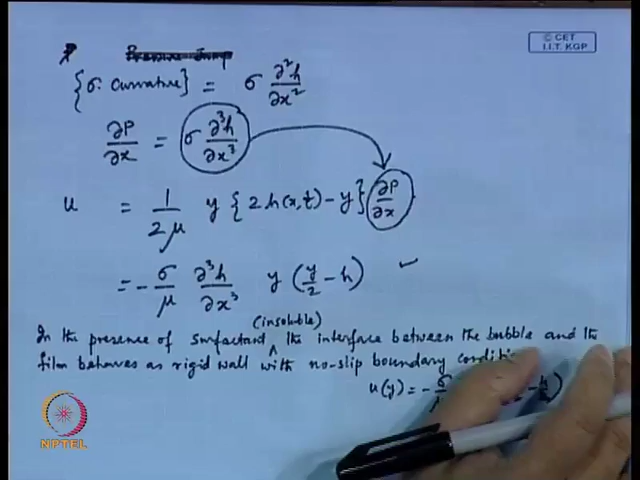 © CET
I.I.T. KGP
{σ. Curvature} = σ ∂²h/∂x²
∂P/∂x = σ ∂³h/∂x³
u = 1/2μ y {2h(x,t) - y} ∂P/∂x
= - σ/μ ∂³h/∂x³ y (y/2 - h) ✓
(insoluble)
In the presence of surfactant ^ the interface between the bubble and the
film behaves as rigid wall with no-slip boundary
u(y) = - σ/
NPTEL